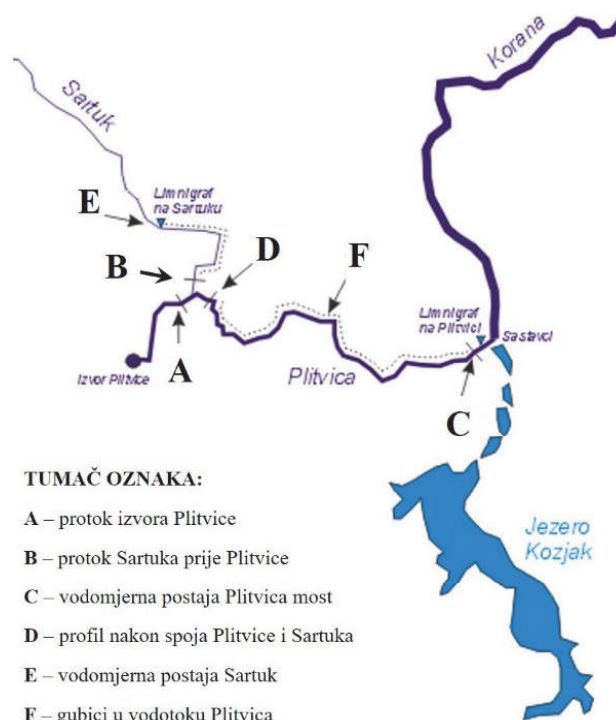 Korana
Sartuk
E
Limnigraf
na Sartuku
B
D
F
Limnigraf
na Plitvici
Sastavci
Izvor Plitvice
A
Plitvica
C
TUMAČ OZNAKA:
A – protok izvora Plitvice
B – protok Sartuka prije Plitvice
C – vodomjerna postaja Plitvica most
D – profil nakon spoja Plitvice i Sartuka
E – vodomjerna postaja Sartuk
F – gubici u vodotoku Plitvica
Jezero
Kozjak